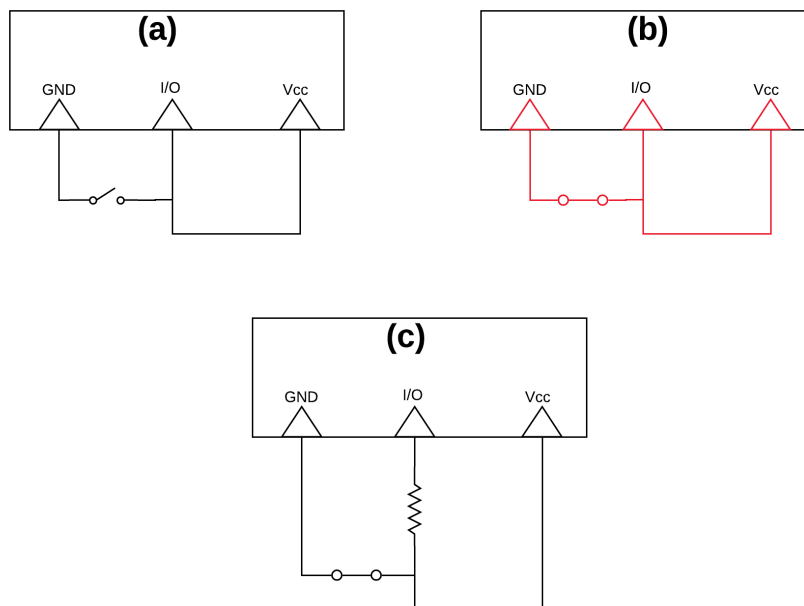 (a)
GND
I/O
Vcc
(b)
GND
I/O
Vcc
(c)
GND
I/O
Vcc